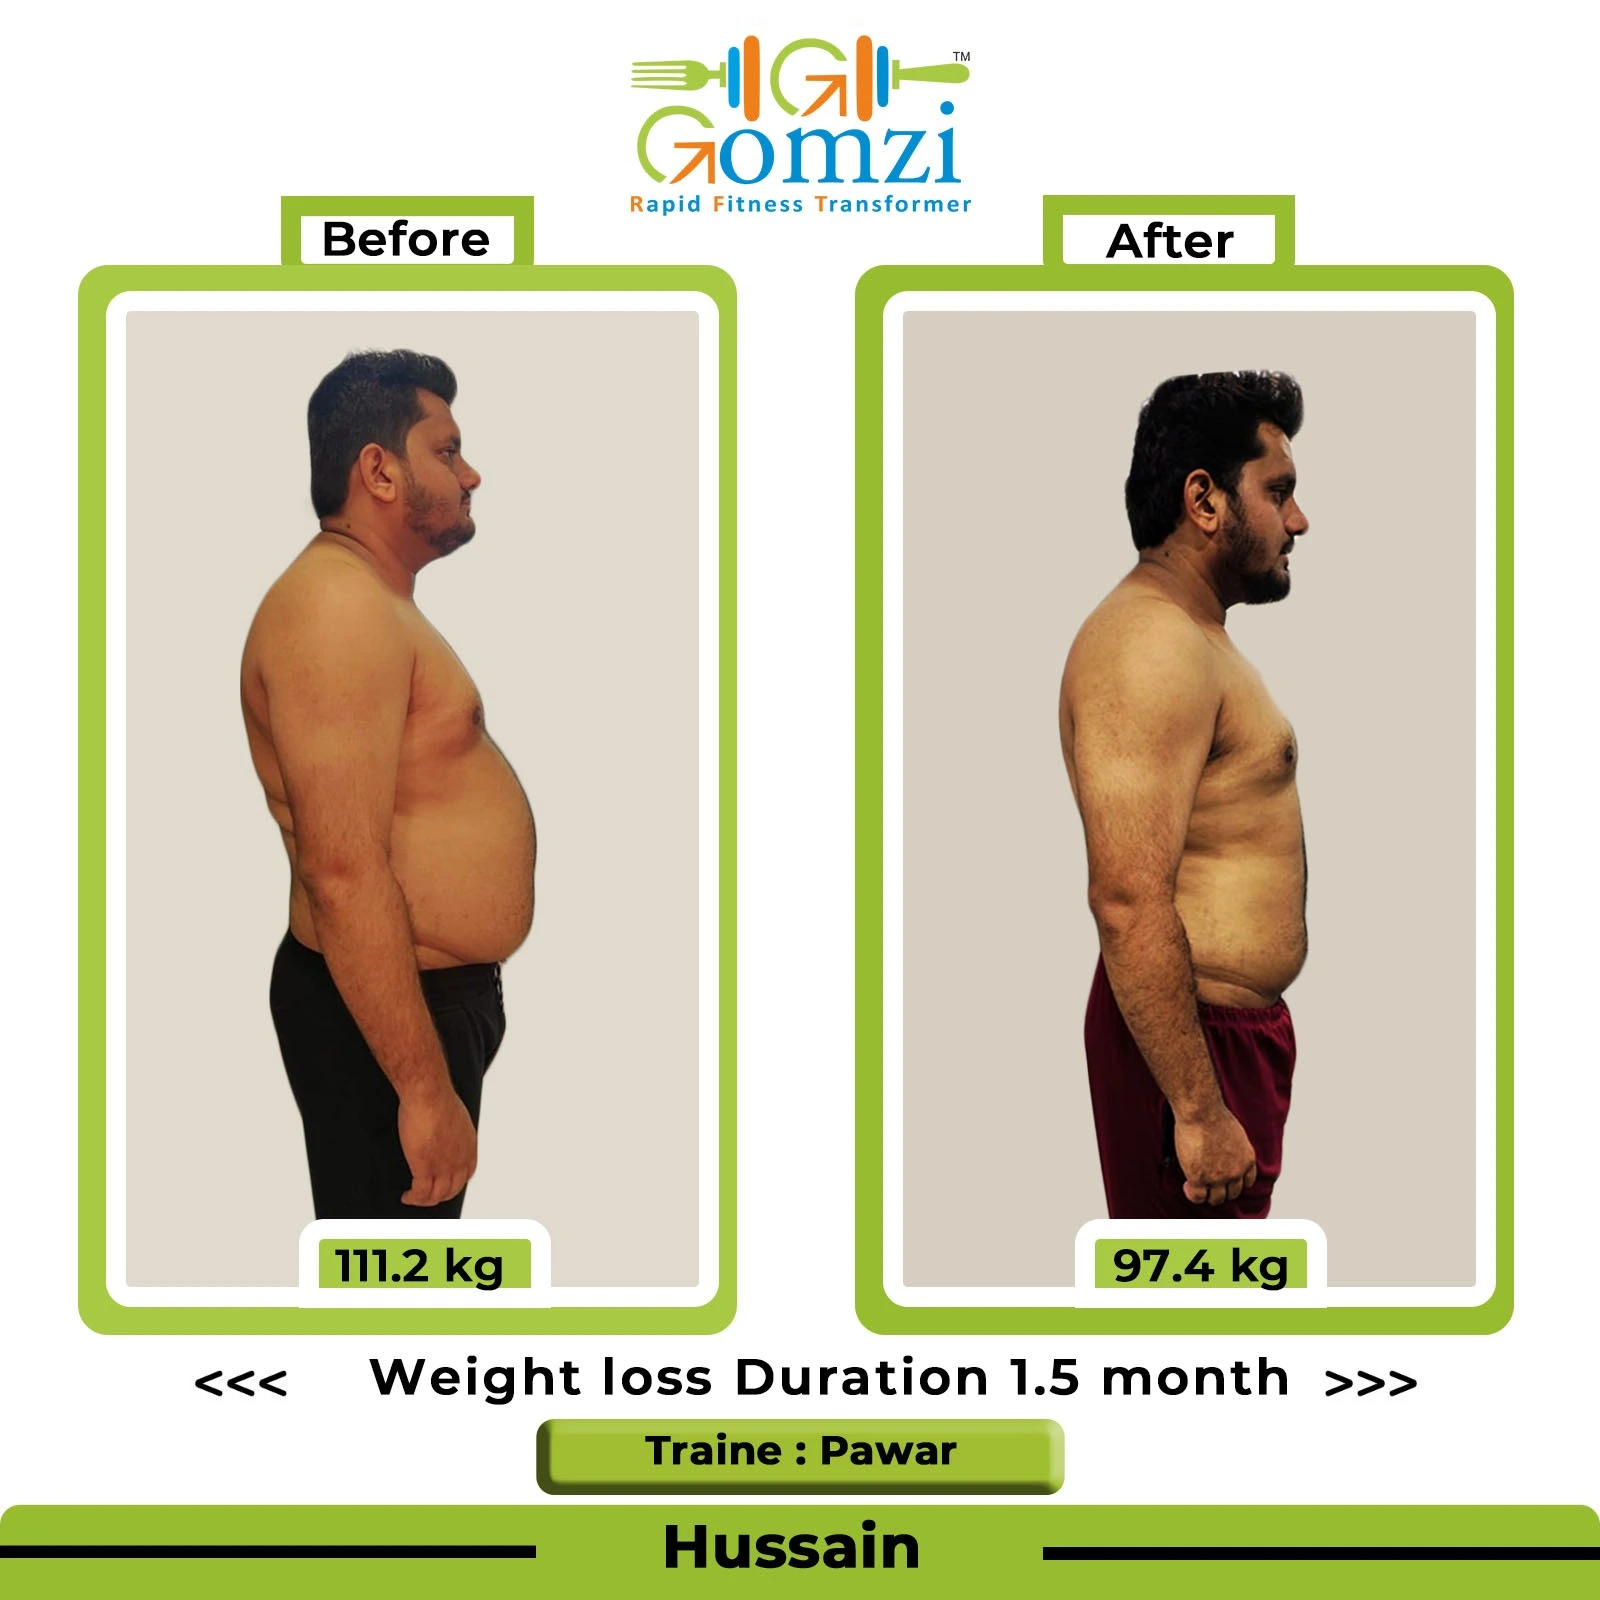 TM
Gomzi
Rapid Fitness Transformer
Before
After
111.2 kg
97.4 kg
<<< Weight loss Duration 1.5 month >>>
Traine : Pawar
Hussain